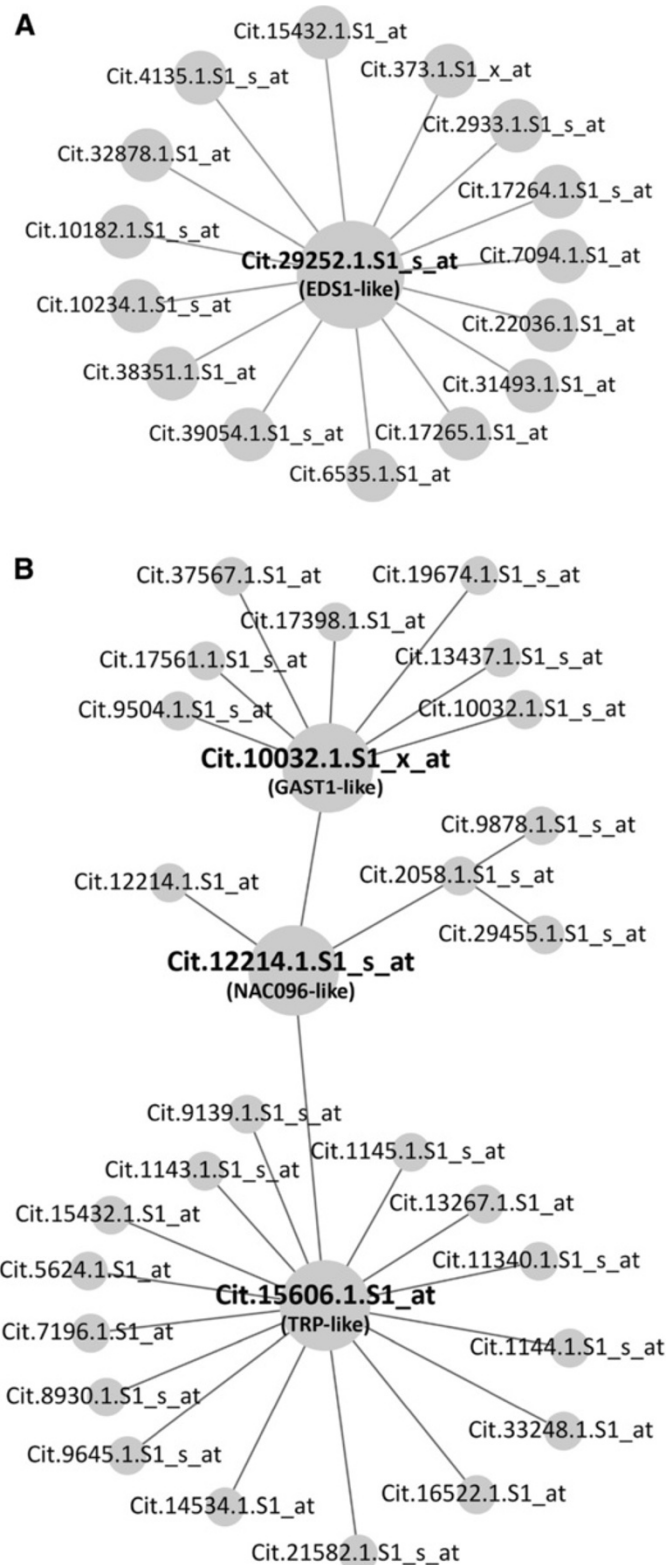 A
Cit.15432.1.S1_at
Cit.4135.1.S1_s_at
Cit.373.1.S1_x_at
Cit.2933.1.S1_s_at
Cit.32878.1.S1_at
Cit.17264.1.S1_s_at
Cit.10182.1.S1_s_at
Cit.7094.1.S1_at
Cit.29252.1.S1_s_at
(EDS1-like)
Cit.10234.1.S1_s_at
Cit.22036.1.S1_at
Cit.38351.1.S1_at
Cit.31493.1.S1_at
Cit.39054.1.S1_s_at
Cit.17265.1.S1_at
Cit.6535.1.S1_at
B
Cit.37567.1.S1_at
Cit.19674.1.S1_s_at
Cit.17398.1.S1_at
Cit.17561.1.S1_s_at
Cit.13437.1.S1_s_at
Cit.9504.1.S1_s_at
Cit.10032.1.S1_s_at
Cit.10032.1.S1_x_at
(GAST1-like)
Cit.9878.1.S1_s_at
Cit.12214.1.S1_at
Cit.2058.1.S1_s_at
Cit.29455.1.S1_s_at
Cit.12214.1.S1_s_at
(NAC096-like)
Cit.9139.1.S1_s_at
Cit.1145.1.S1_s_at
Cit.1143.1.S1_s_at
Cit.13267.1.S1_at
Cit.15432.1.S1_at
Cit.11340.1.S1_s_at
Cit.5624.1.S1_at
Cit.15606.1.S1_at
(TRP-like)
Cit.7196.1.S1_at
Cit.1144.1.S1_s_at
Cit.8930.1.S1_s_at
Cit.33248.1.S1_at
Cit.9645.1.S1_s_at
Cit.16522.1.S1_at
Cit.14534.1.S1_at
Cit.21582.1.S1_s_at